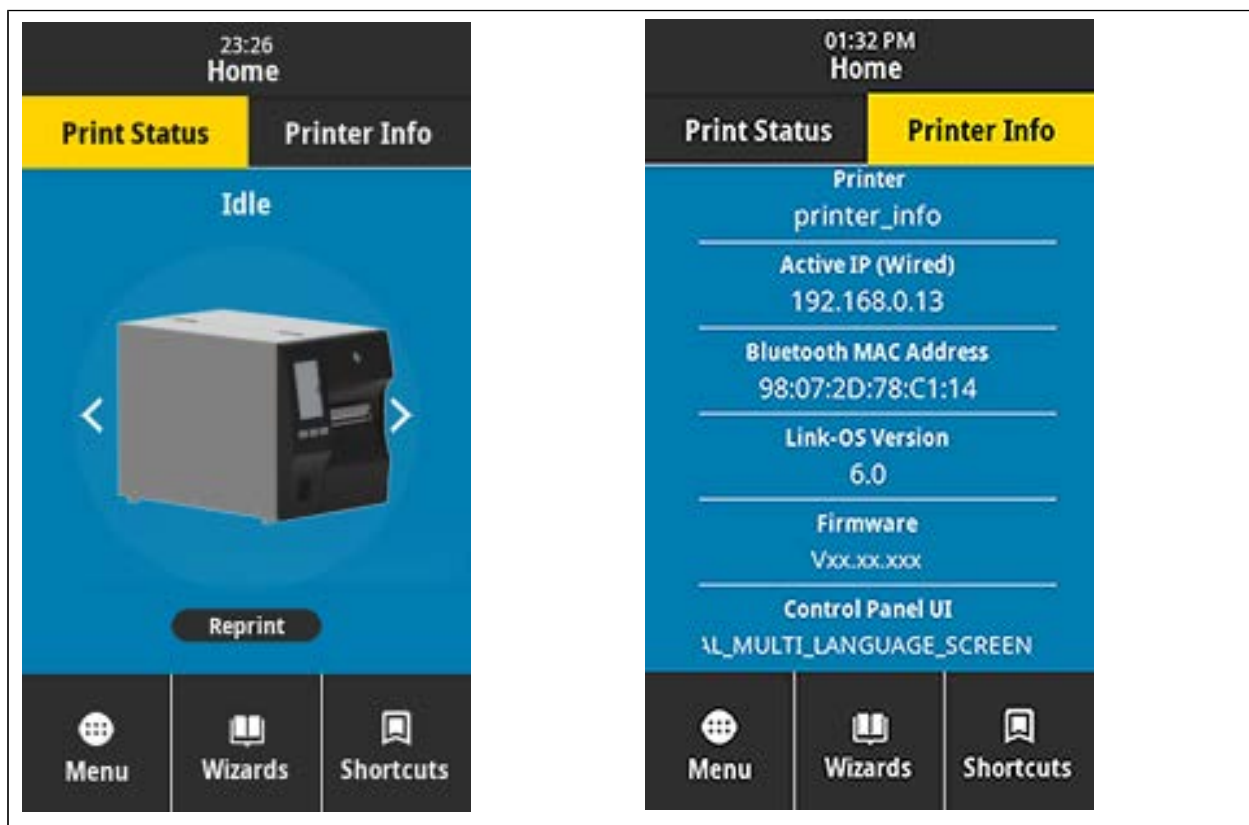 23:26
Home
Print Status
Printer Info
Idle
Reprint
Menu
Wizards
Shortcuts
01:32 PM
Home
Print Status
Printer Info
Printer
printer_info
Active IP (Wired)
192.168.0.13
Bluetooth MAC Address
98:07:2D:78:C1:14
Link-OS Version
6.0
Firmware
Vxx.xx.xxx
Control Panel UI
AL_MULTI_LANGUAGE_SCREEN
Menu
Wizards
Shortcuts